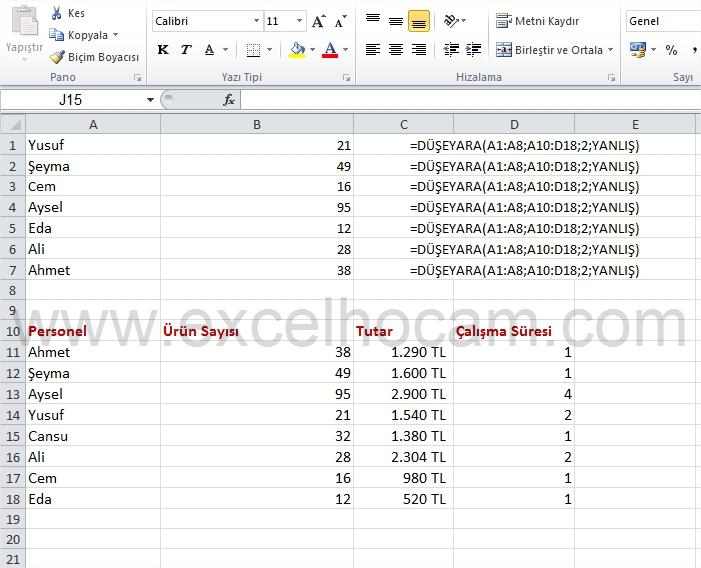 Kes
Calibri 11 A A Metni Kaydır Genel
Kopyala
Yapıştır
Biçim Boyacısı K T A A Birleştir ve Ortala % ,
Pano Yazı Tipi Hizalama Sayı
J15 fx
A B C D E
1 Yusuf 21 =DÜŞEYARA(A1:A8;A10:D18;2;YANLIŞ)
2 Şeyma 49 =DÜŞEYARA(A1:A8;A10:D18;2;YANLIŞ)
3 Cem 16 =DÜŞEYARA(A1:A8;A10:D18;2;YANLIŞ)
4 Aysel 95 =DÜŞEYARA(A1:A8;A10:D18;2;YANLIŞ)
5 Eda 12 =DÜŞEYARA(A1:A8;A10:D18;2;YANLIŞ)
6 Ali 28 =DÜŞEYARA(A1:A8;A10:D18;2;YANLIŞ)
7 Ahmet 38 =DÜŞEYARA(A1:A8;A10:D18;2;YANLIŞ)
8
9
www.excelhocam.com
10 Personel Ürün Sayısı Tutar Çalışma Süresi
11 Ahmet 38 1.290 TL 1
12 Şeyma 49 1.600 TL 1
13 Aysel 95 2.900 TL 4
14 Yusuf 21 1.540 TL 2
15 Cansu 32 1.380 TL 1
16 Ali 28 2.304 TL 2
17 Cem 16 980 TL 1
18 Eda 12 520 TL 1
19
20
21